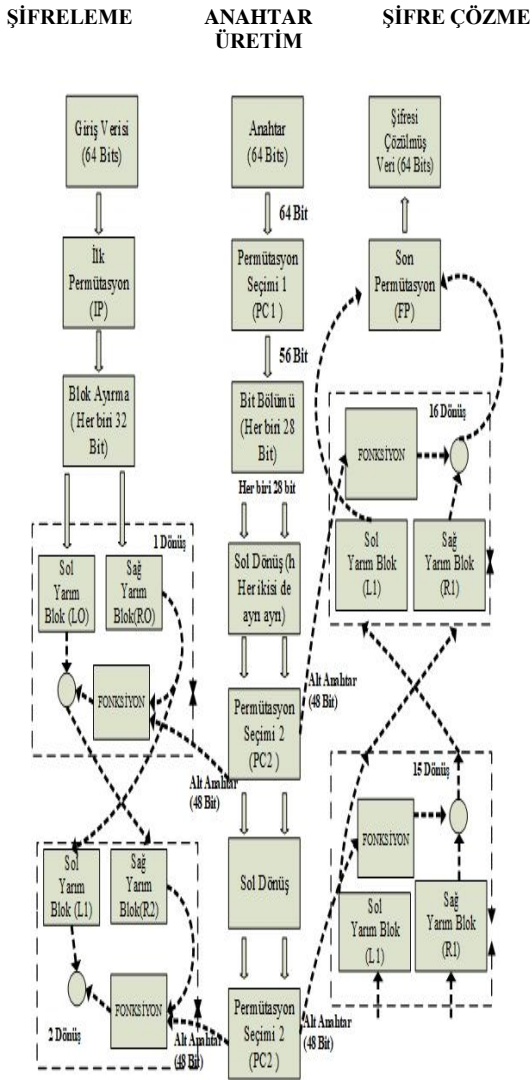 ŞİFRELEME
ANAHTAR
ÜRETİM
ŞİFRE ÇÖZME
Giriş Verisi
(64 Bits)
İlk
Permütasyon
(IP)
Blok Ayırma
(Her biri 32
Bit)
1 Dönüş
Sol
Yarım
Blok (LO)
Sağ
Yarım
Blok(RO)
FONKSİYON
Sol
Yarım
Blok (L1)
Sağ
Yarım
Blok(R2)
FONKSİYON
2 Dönüş
Anahtar
(64 Bits)
64 Bit
Permütasyon
Seçimi 1
(PC1 )
56 Bit
Bit Bölümü
(Her biri 28
Bit)
Her biri 28 bit
Sol Dönüş (h
Her ikisi de
ayrı ayrı)
Permütasyon
Seçimi 2
(PC2)
Alt Anahtar
(48 Bit)
Alt Anahtar
(48 Bit)
Sol Dönüş
Permütasyon
Seçimi 2
(PC2)
Alt Anahtar
(48 Bit)
Alt Anahtar
(48 Bit)
Şifresi
Çözülmüş
Veri (64 Bits)
Son
Permütasyon
(FP)
16 Dönüş
FONKSİYON
Sol
Yarım Blok
(L1)
Sağ
Yarım Blok
(R1)
15 Dönüş
FONKSİYON
Sol
Yarım Blok
(L1)
Sağ
Yarım Blok
(R1)